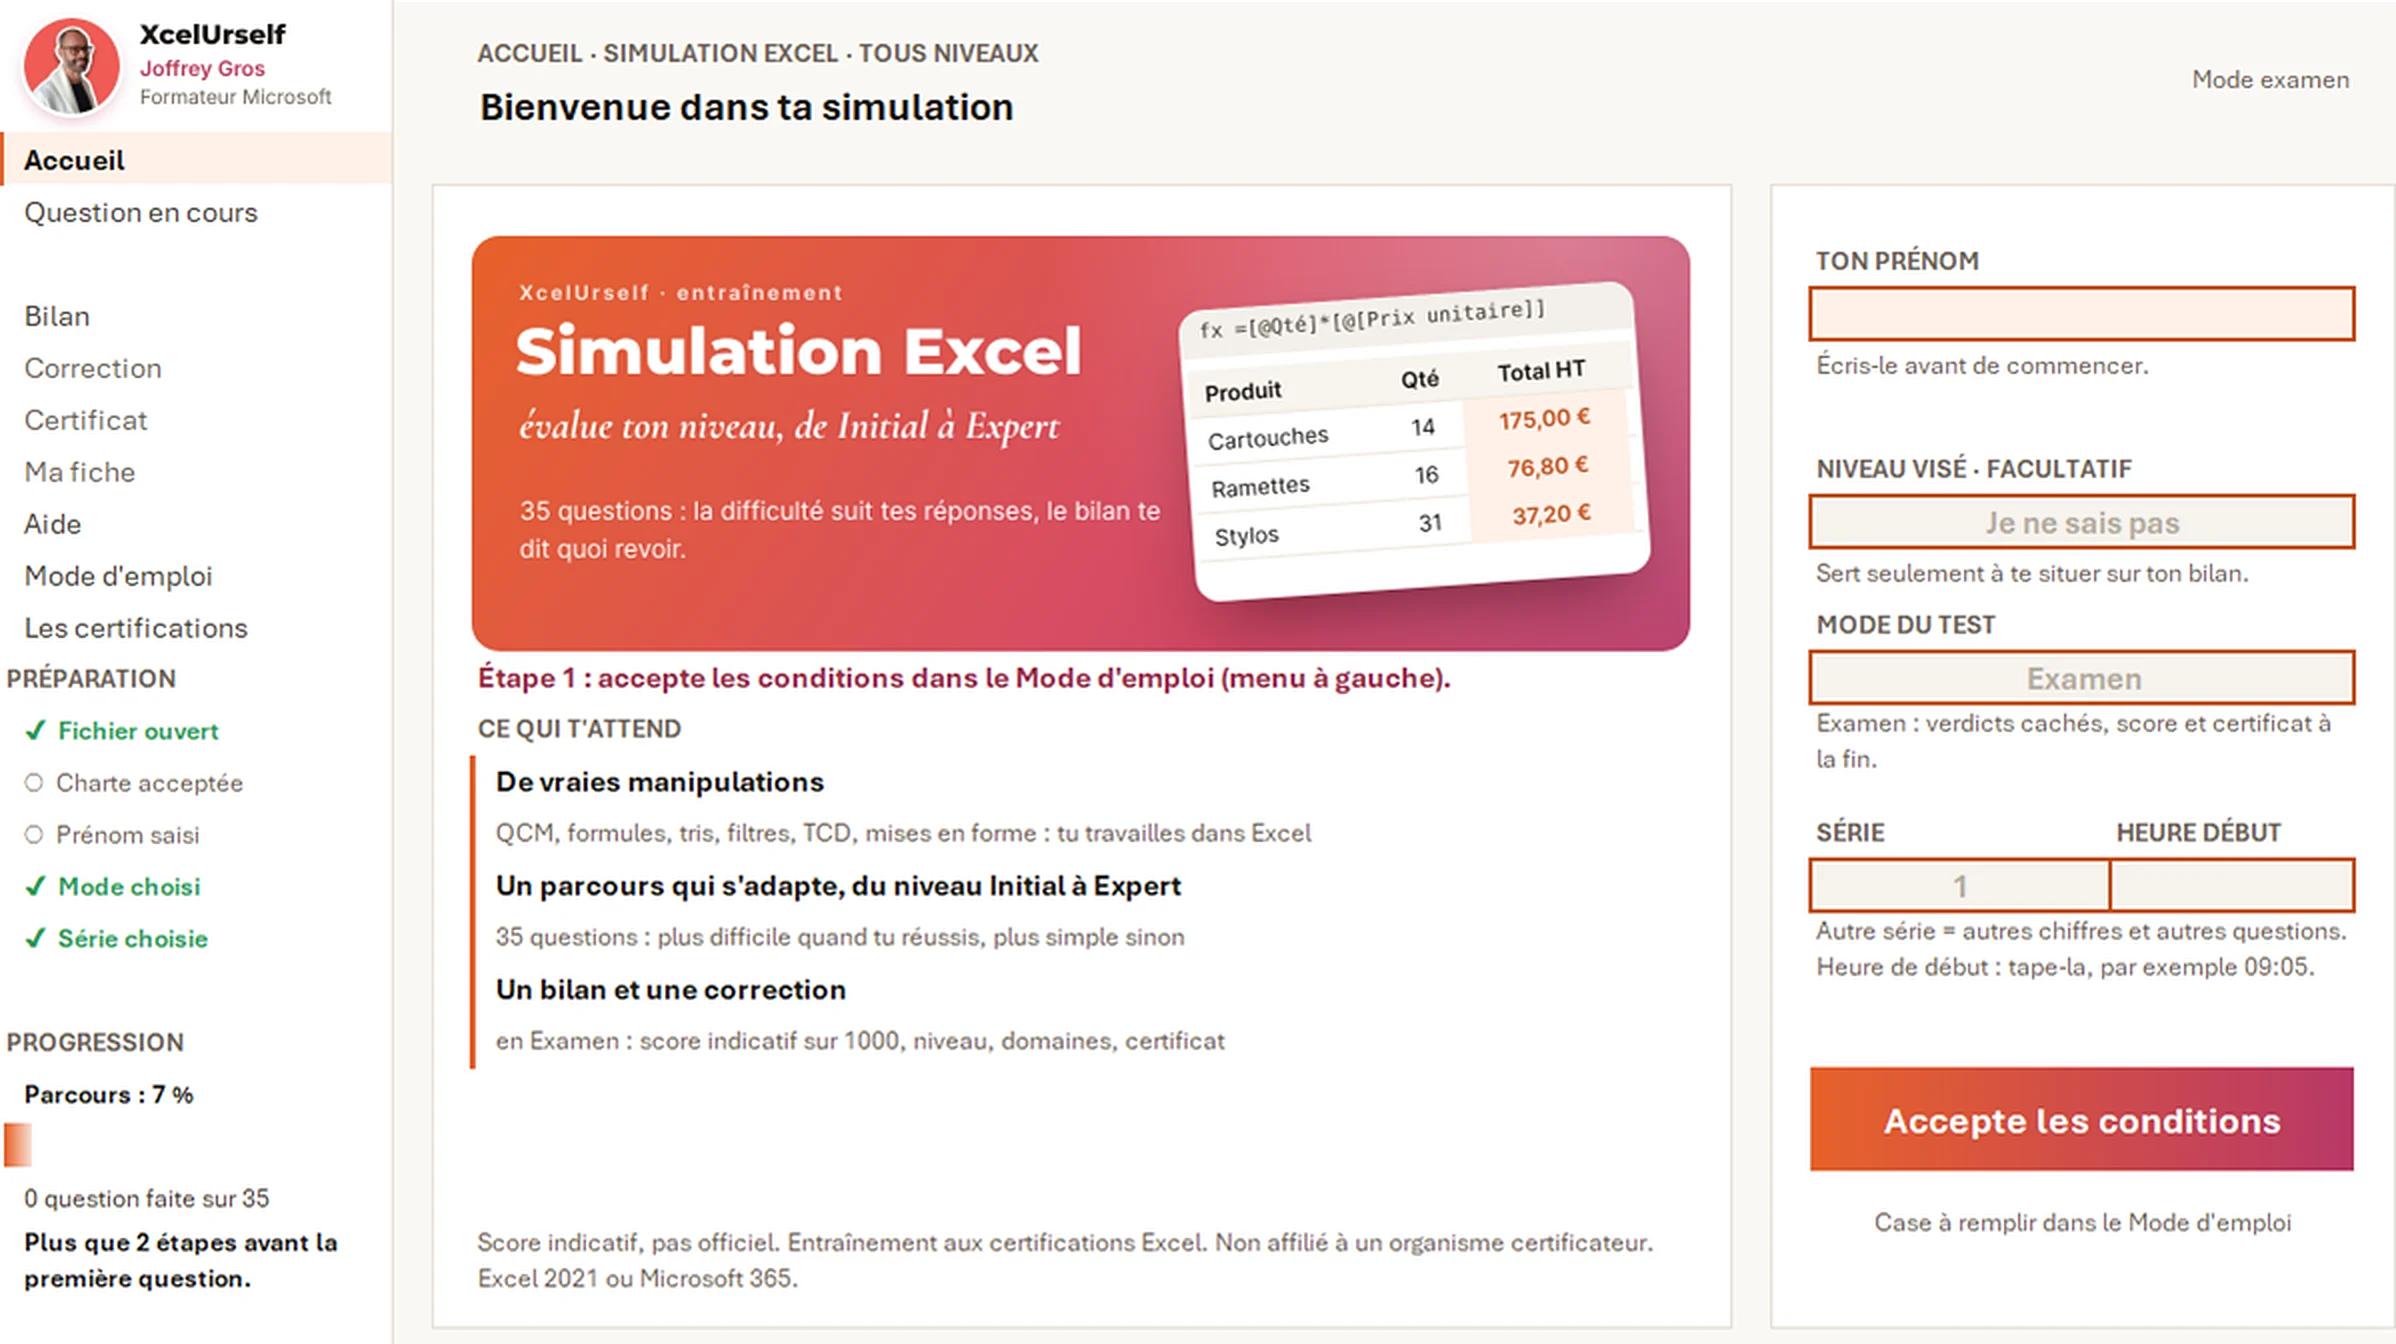 XcelUrself
Joffrey Gros
Formateur Microsoft
Accueil
Question en cours
Bilan
Correction
Certificat
Ma fiche
Aide
Mode d'emploi
Les certifications
PRÉPARATION
✔ Fichier ouvert
○ Charte acceptée
○ Prénom saisi
✔ Mode choisi
✔ Série choisie
PROGRESSION
Parcours : 7 %
0 question faite sur 35
Plus que 2 étapes avant la
première question.
ACCUEIL · SIMULATION EXCEL · TOUS NIVEAUX
Bienvenue dans ta simulation
Mode examen
XcelUrself · entraînement
Simulation Excel
évalue ton niveau, de Initial à Expert
35 questions : la difficulté suit tes réponses, le bilan te
dit quoi revoir.
fx =[@Qté]*[@[Prix unitaire]]
Produit Qté Total HT
Cartouches 14 175,00 €
Ramettes 16 76,80 €
Stylos 31 37,20 €
Étape 1 : accepte les conditions dans le Mode d'emploi (menu à gauche).
CE QUI T'ATTEND
De vraies manipulations
QCM, formules, tris, filtres, TCD, mises en forme : tu travailles dans Excel
Un parcours qui s'adapte, du niveau Initial à Expert
35 questions : plus difficile quand tu réussis, plus simple sinon
Un bilan et une correction
en Examen : score indicatif sur 1000, niveau, domaines, certificat
Score indicatif, pas officiel. Entraînement aux certifications Excel. Non affilié à un organisme certificateur.
Excel 2021 ou Microsoft 365.
TON PRÉNOM
Écris-le avant de commencer.
NIVEAU VISÉ · FACULTATIF
Je ne sais pas
Sert seulement à te situer sur ton bilan.
MODE DU TEST
Examen
Examen : verdicts cachés, score et certificat à
la fin.
SÉRIE HEURE DÉBUT
1
Autre série = autres chiffres et autres questions.
Heure de début : tape-la, par exemple 09:05.
Accepte les conditions
Case à remplir dans le Mode d'emploi